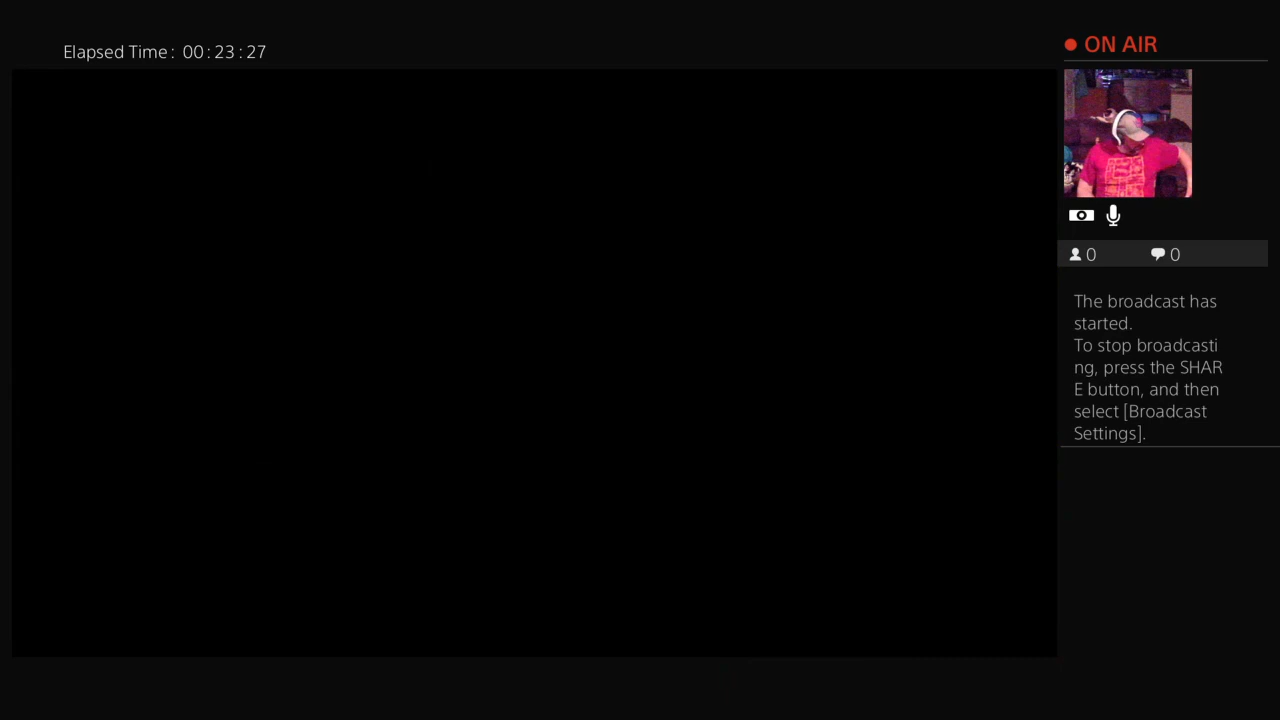 Elapsed Time: 00:23:27
ON AIR
0 0
The broadcast has
started.
To stop broadcasti
ng, press the SHAR
E button, and then
select [Broadcast
Settings].